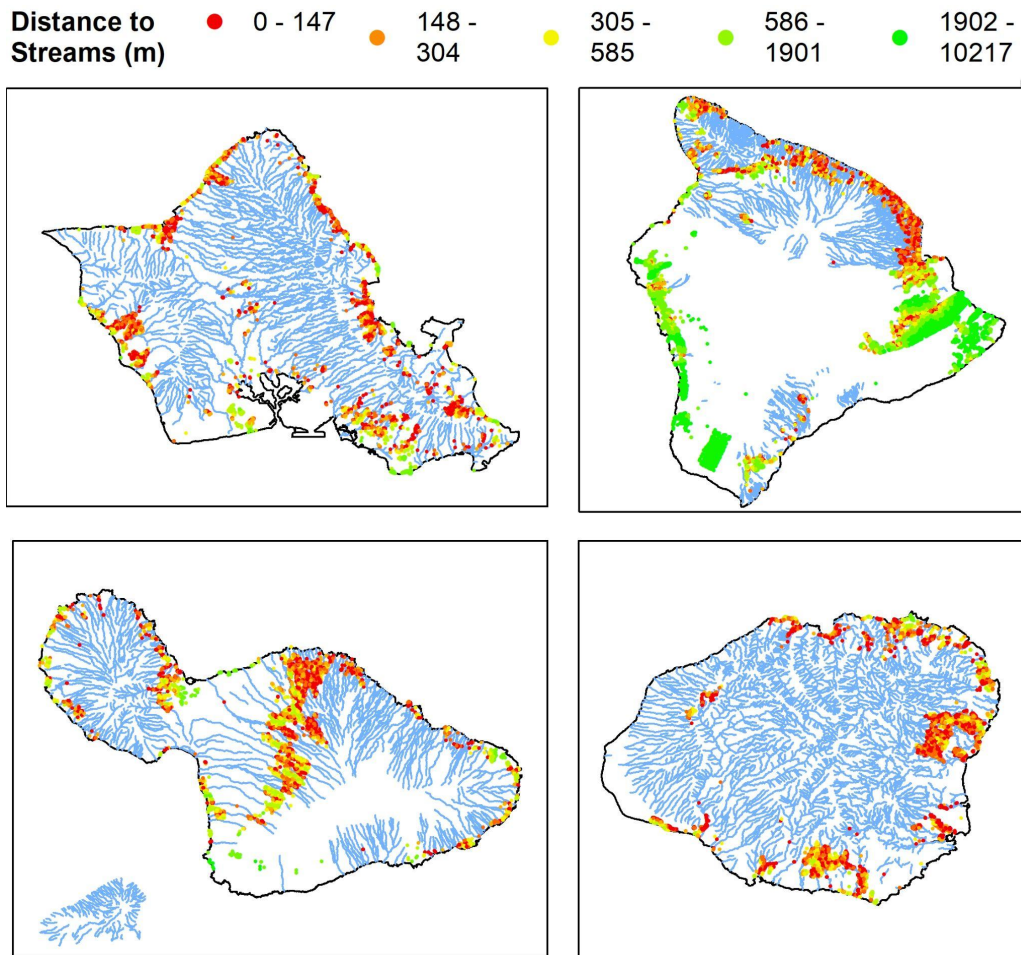 Distance to
Streams (m)
0 - 147
148 -
304
305 -
585
586 -
1901
1902 -
10217